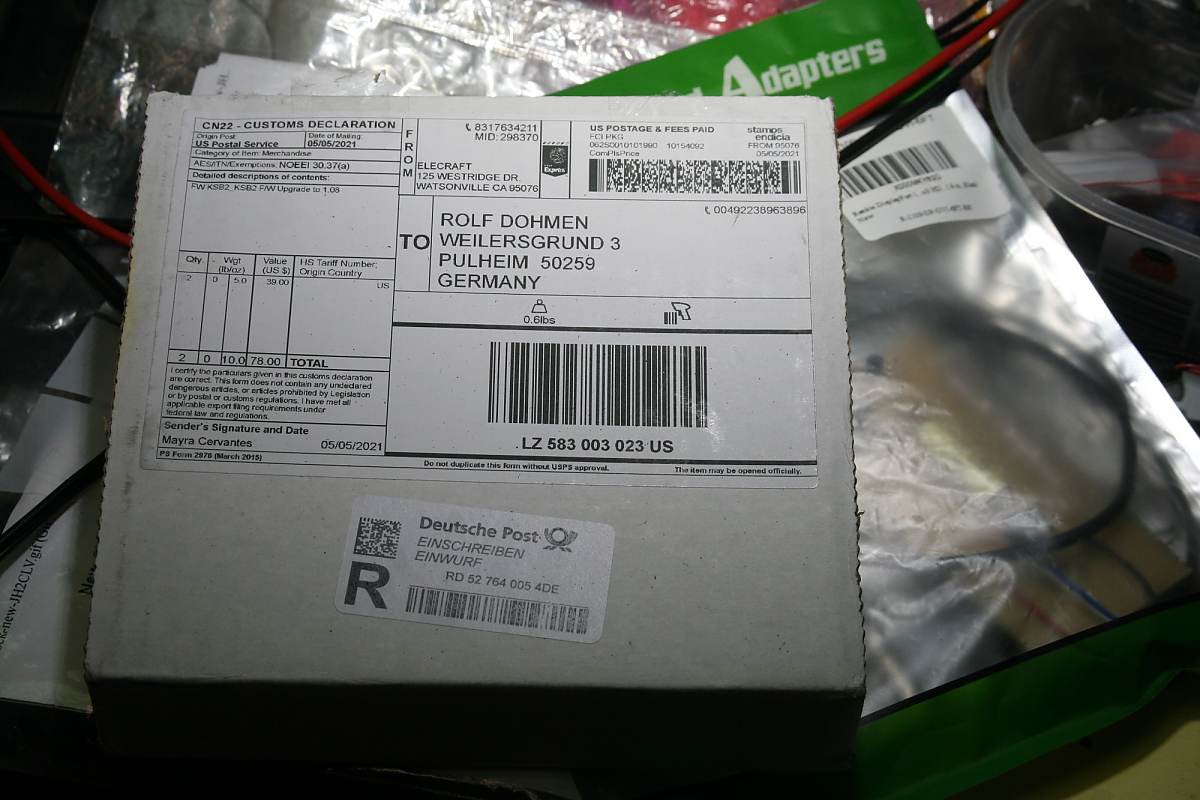 Adapters
CN22 - CUSTOMS DECLARATION
Origin Post:
US Postal Service
Date of Mailing:
05/05/2021
Category of Item: Merchandise
AES/ITN/Exemptions: NOEEI 30.37(a)
Detailed descriptions of contents:
FW KSB2_KSB2 F/W Upgrade to 1.08
Qty. - Wgt (lb/oz) Value (US $) HS Tariff Number; Origin Country
2 0 5.0 39.00 US
2 0 10.0 78.00 TOTAL
I certify the particulars given in this customs declaration
are correct. This form does not contain any undeclared
dangerous articles, or articles prohibited by Legislation
or by postal or customs regulations. I have met all
applicable export filing requirements under
federal law and regulations.
Sender's Signature and Date
Mayra Cervantes 05/05/2021
PS Form 2976 (March 2015)
FROM
8317634211
MID: 298370
ELECRAFT
125 WESTRIDGE DR.
WATSONVILLE CA 95076
US POSTAGE & FEES PAID
FCI PKG
062S0010101990 10154092
ComPlsPrice
stamps
endicia
FROM 95076
05/05/2021
00492238963896
TO
ROLF DOHMEN
WEILERSGRUND 3
PULHEIM 50259
GERMANY
0.6lbs
LZ 583 003 023 US
Do not duplicate this form without USPS approval.
The item may be opened officially.
Deutsche Post
EINSCHREIBEN
EINWURF
R
RD 52 764 005 4DE